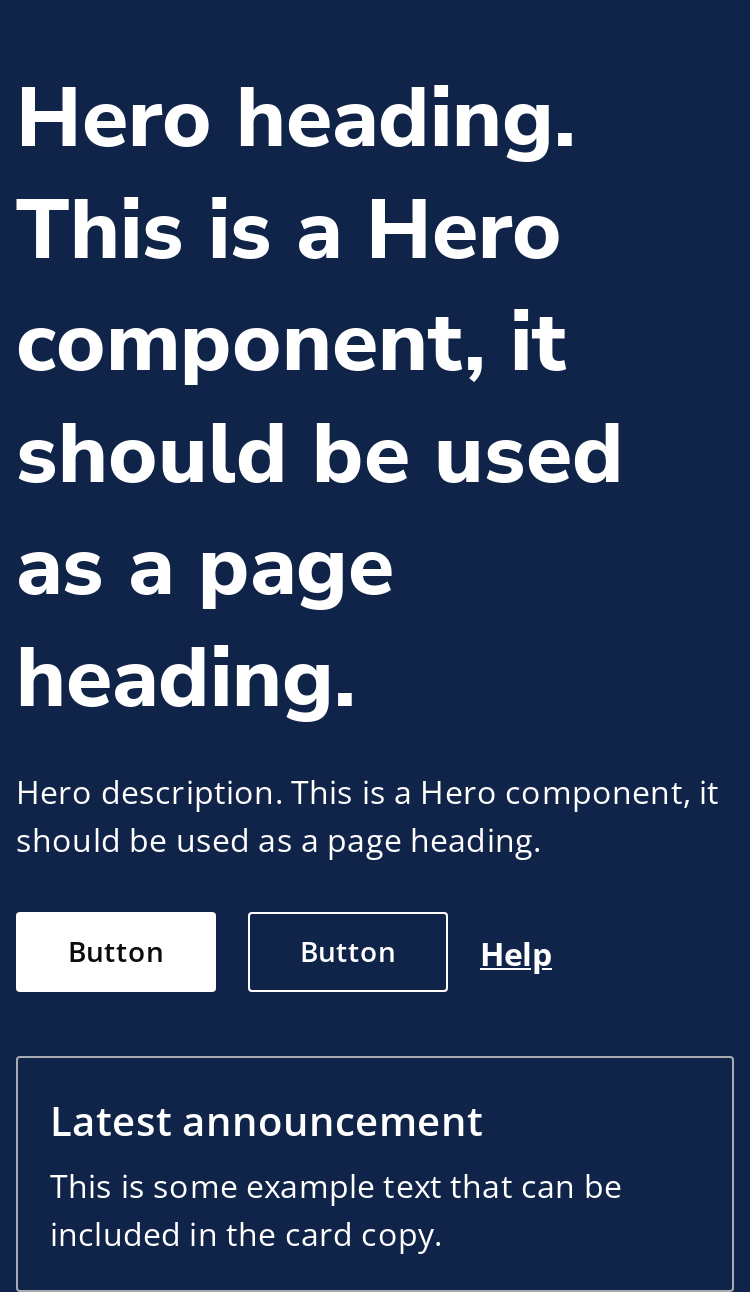 Hero heading.
This is a Hero
component, it
should be used
as a page
heading.
Hero description. This is a Hero component, it
should be used as a page heading.
Button
Button
Help
Latest announcement
This is some example text that can be
included in the card copy.